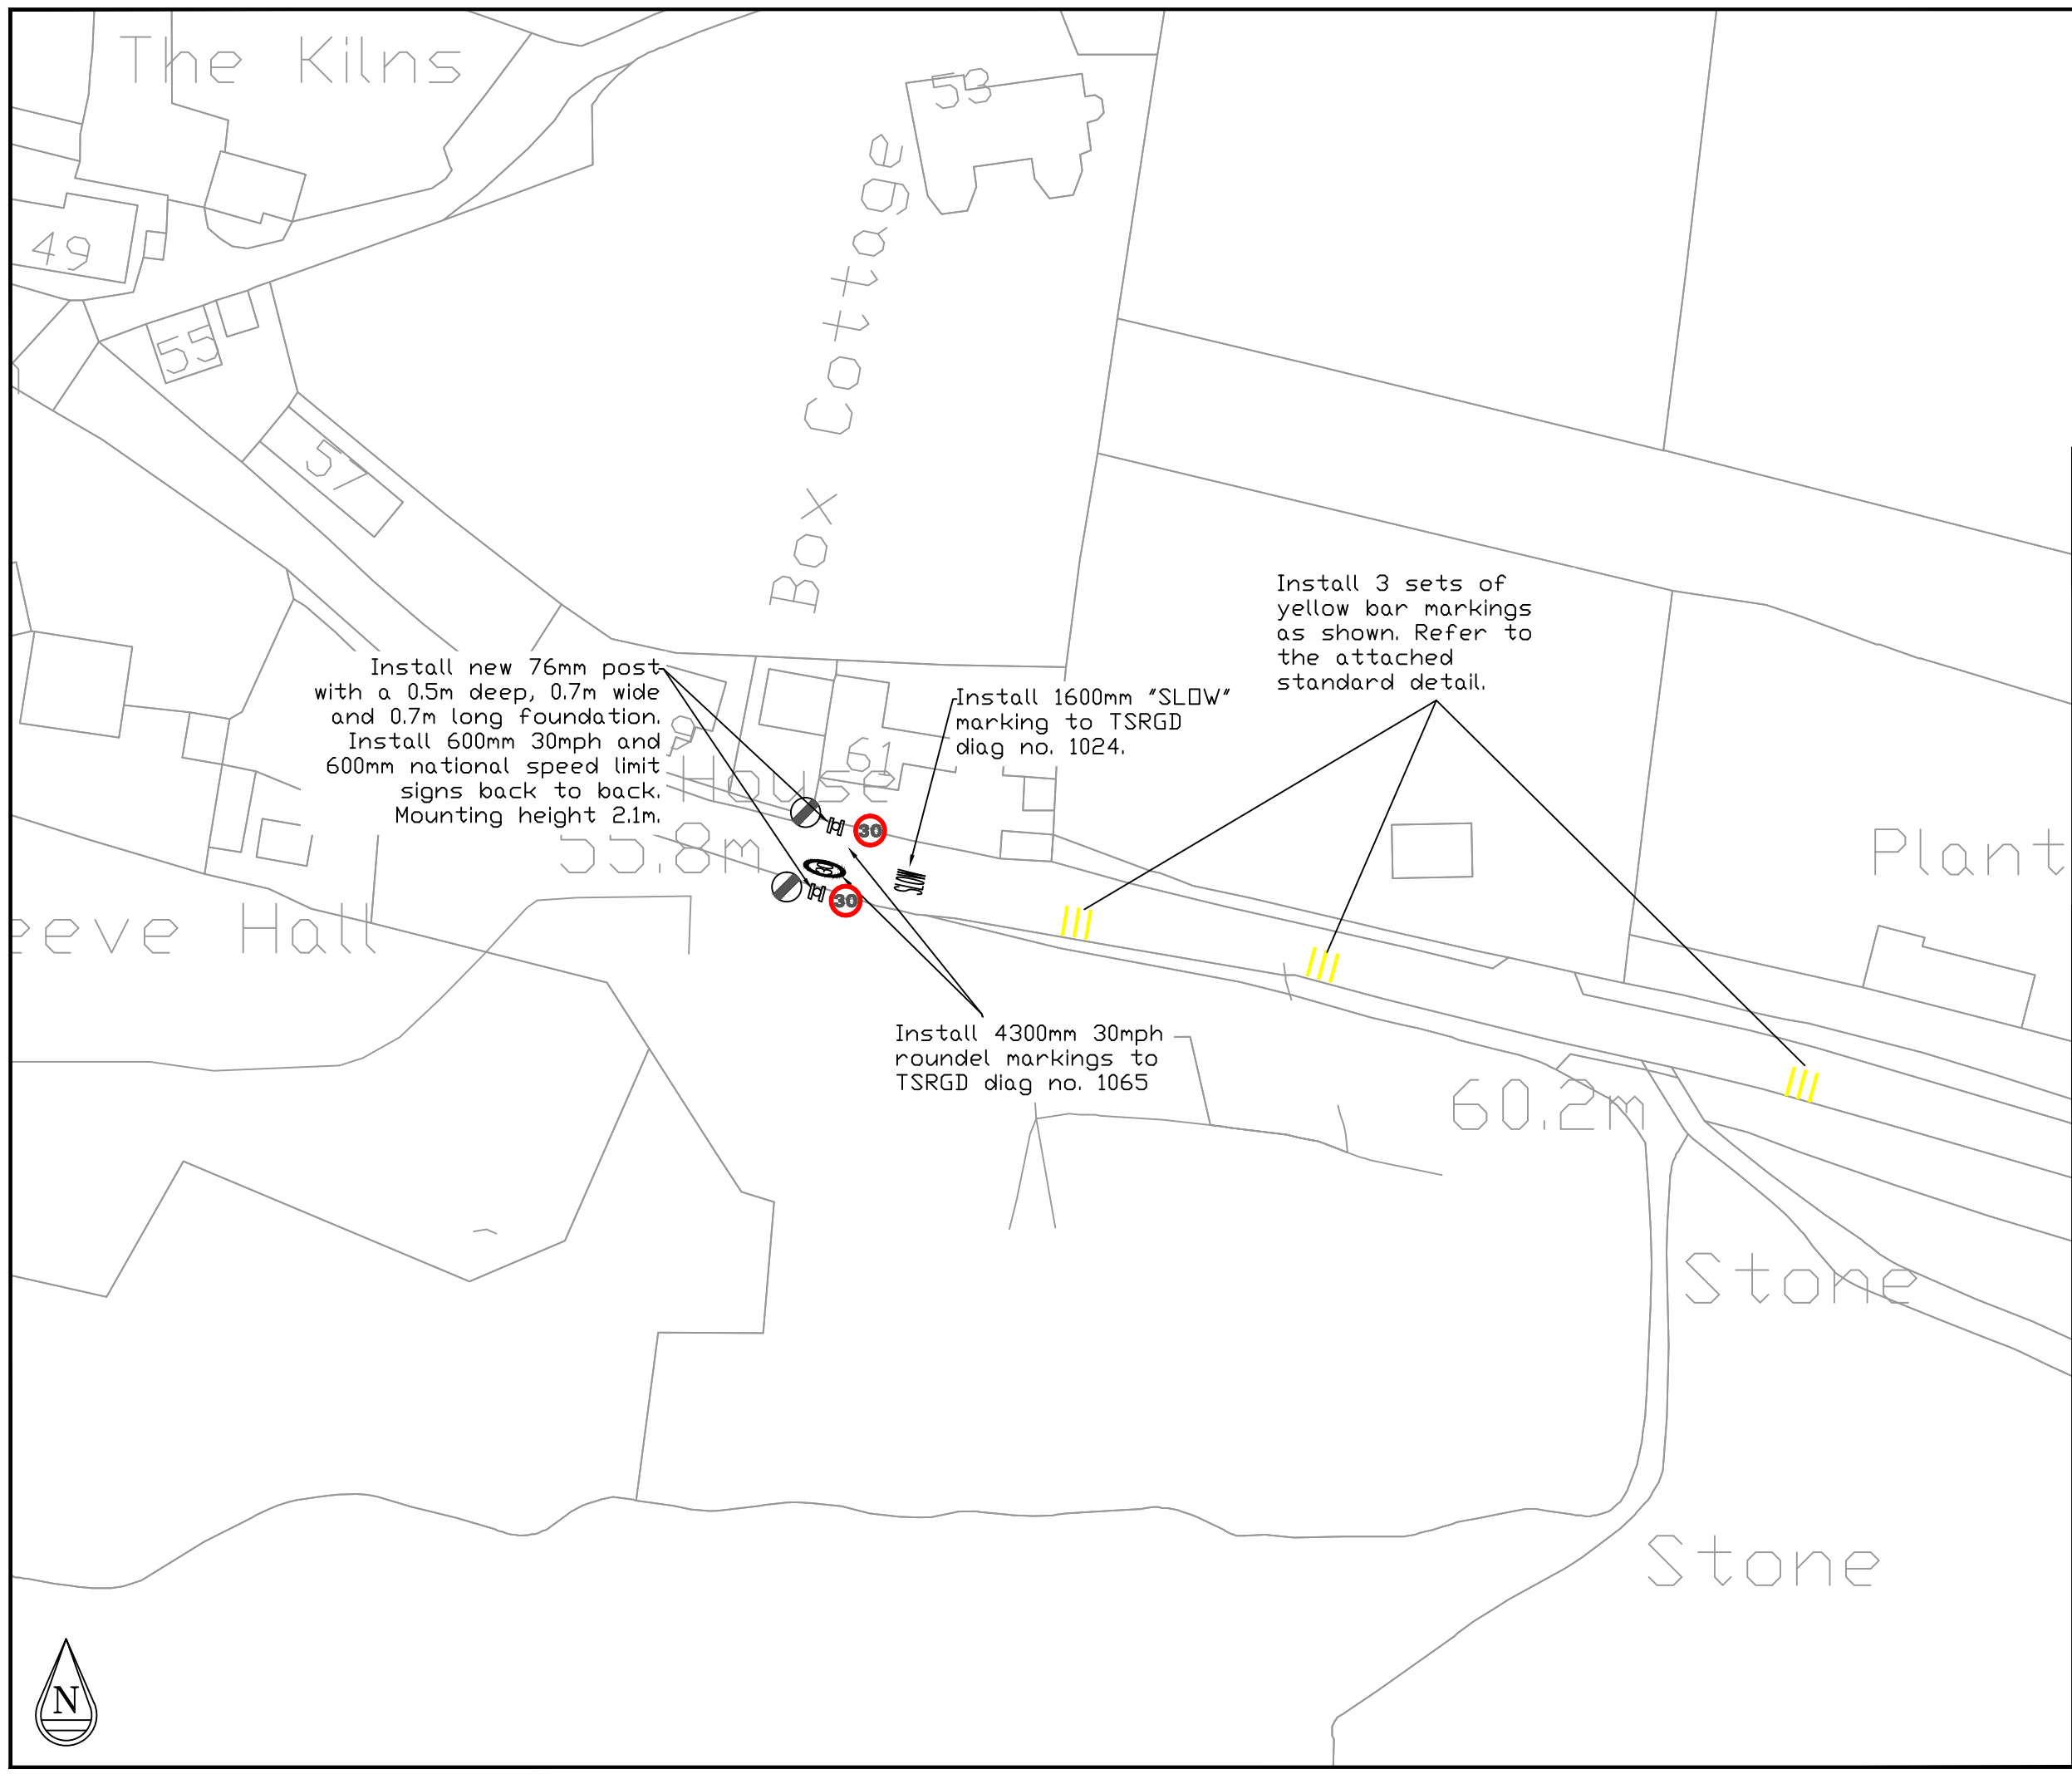 The Kilns
53
49
Box Cottage
55
57
Install 3 sets of
yellow bar markings
as shown. Refer to
the attached
standard detail.
Install new 76mm post
with a 0.5m deep, 0.7m wide
and 0.7m long foundation.
Install 600mm 30mph and
600mm national speed limit
signs back to back.
Mounting height 2.1m.
Install 1600mm "SLOW"
marking to TSRGD
diag no. 1024.
61
House
30
55.8m
30
SLOW
30
Plant
eeve Hall
Install 4300mm 30mph
roundel markings to
TSRGD diag no. 1065
60.2m
Stone
Stone
N